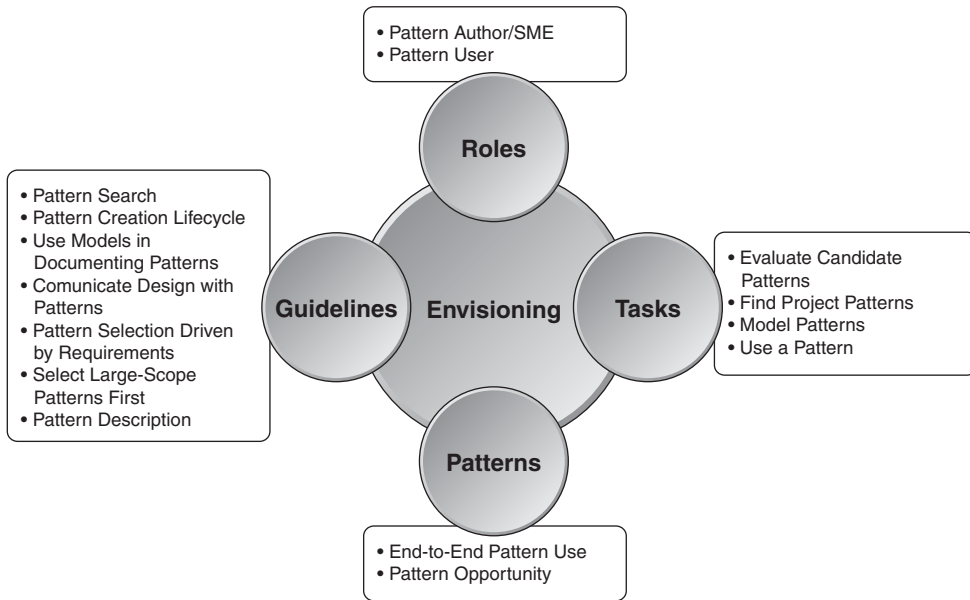 • Pattern Author/SME
• Pattern User
Roles
• Pattern Search
• Pattern Creation Lifecycle
• Use Models in
Documenting Patterns
• Comunicate Design with
Patterns
• Pattern Selection Driven
by Requirements
• Select Large-Scope
Patterns First
• Pattern Description
Guidelines
Envisioning
Tasks
• Evaluate Candidate
Patterns
• Find Project Patterns
• Model Patterns
• Use a Pattern
Patterns
• End-to-End Pattern Use
• Pattern Opportunity